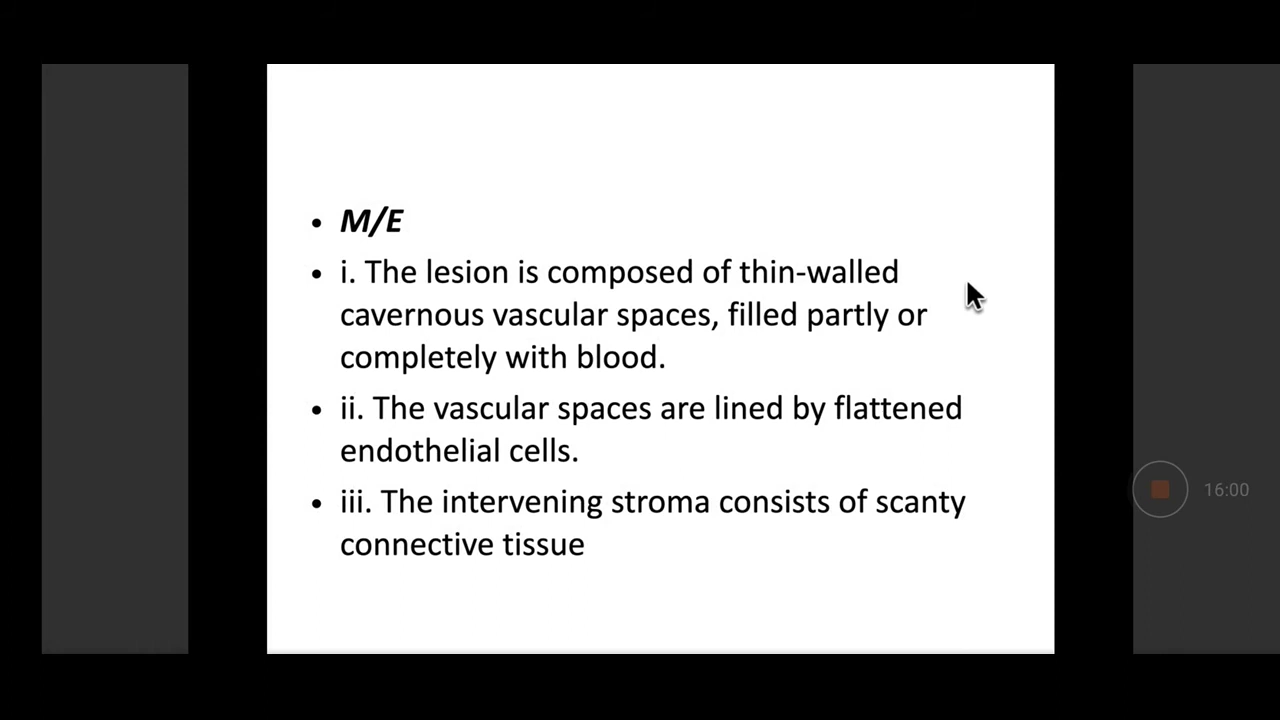 • M/E
• i. The lesion is composed of thin-walled
cavernous vascular spaces, filled partly or
completely with blood.
• ii. The vascular spaces are lined by flattened
endothelial cells.
• iii. The intervening stroma consists of scanty
connective tissue
16:00